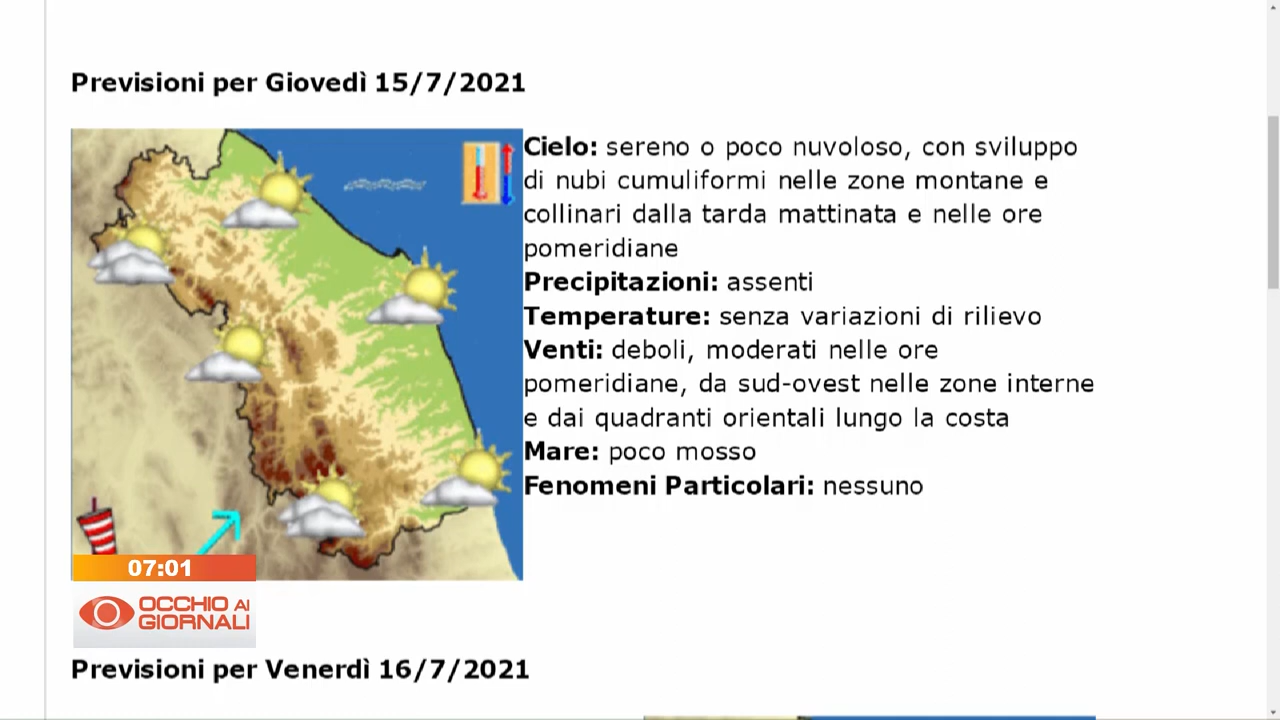 Previsioni per Giovedì 15/7/2021
Cielo: sereno o poco nuvoloso, con sviluppo
di nubi cumuliformi nelle zone montane e
collinari dalla tarda mattinata e nelle ore
pomeridiane
Precipitazioni: assenti
Temperature: senza variazioni di rilievo
Venti: deboli, moderati nelle ore
pomeridiane, da sud-ovest nelle zone interne
e dai quadranti orientali lungo la costa
Mare: poco mosso
Fenomeni Particolari: nessuno
07:01
OCCHIO AI
GIORNALI
Previsioni per Venerdì 16/7/2021